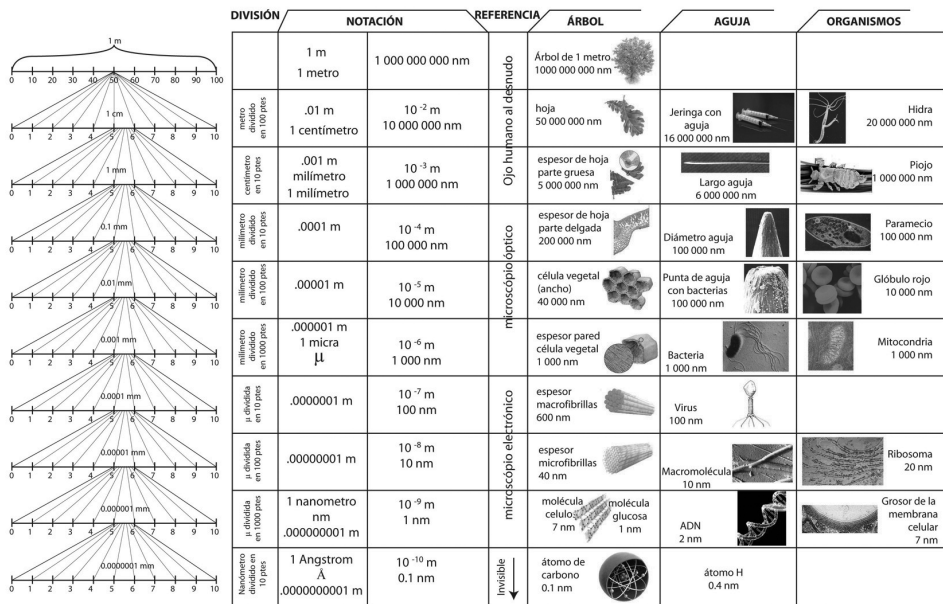 DIVISIÓN NOTACIÓN REFERENCIA ÁRBOL AGUJA ORGANISMOS
1 m
0 10 20 30 40 50 60 70 80 90 100
1 m
1 metro
1 000 000 000 nm
Ojo humano al desnudo
Árbol de 1 metro
1000 000 000 nm
1 cm
0 1 2 3 4 5 6 7 8 9 10
metro
dividido
en 100 ptes
.01 m
1 centímetro
10 -2 m
10 000 000 nm
hoja
50 000 000 nm
Jeringa con
aguja
16 000 000 nm
Hidra
20 000 000 nm
1 mm
0 1 2 3 4 5 6 7 8 9 10
centímetro
dividido
en 10 ptes
.001 m
milímetro
1 milímetro
10 -3 m
1 000 000 nm
espesor de hoja
parte gruesa
5 000 000 nm
Largo aguja
6 000 000 nm
Piojo
1 000 000 nm
0.1 mm
0 1 2 3 4 5 6 7 8 9 10
milímetro
dividido
en 10 ptes
.0001 m
10 -4 m
100 000 nm
microscópio óptico
espesor de hoja
parte delgada
200 000 nm
Diámetro aguja
100 000 nm
Paramecio
100 000 nm
0.01 mm
0 1 2 3 4 5 6 7 8 9 10
milímetro
dividido
en 100 ptes
.00001 m
10 -5 m
10 000 nm
célula vegetal
(ancho)
40 000 nm
Punta de aguja
con bacterias
100 000 nm
Glóbulo rojo
10 000 nm
0.001 mm
0 1 2 3 4 5 6 7 8 9 10
milímetro
dividido
en 1000 ptes
.000001 m
1 micra
μ
10 -6 m
1 000 nm
espesor pared
célula vegetal
1 000 nm
Bacteria
1 000 nm
Mitocondria
1 000 nm
0.0001 mm
0 1 2 3 4 5 6 7 8 9 10
μ dividida
en 10 ptes
.0000001 m
10 -7 m
100 nm
microscópio electrónico
espesor
macrofibrillas
600 nm
Virus
100 nm
0.00001 mm
0 1 2 3 4 5 6 7 8 9 10
μ dividida
en 100 ptes
.00000001 m
10 -8 m
10 nm
espesor
microfibrillas
40 nm
Macromolécula
10 nm
Ribosoma
20 nm
0.000001 mm
0 1 2 3 4 5 6 7 8 9 10
μ dividida
en 1000 ptes
1 nanometro
nm
.000000001 m
10 -9 m
1 nm
molécula
celulo
7 nm
molécula
glucosa
1 nm
ADN
2 nm
Grosor de la
membrana
celular
7 nm
0.0000001 mm
0 1 2 3 4 5 6 7 8 9 10
Nanómetro
dividido en
10 ptes
1 Angstrom
Å
.0000000001 m
10 -10 m
0.1 nm
Invisible
átomo de
carbono
0.1 nm
átomo H
0.4 nm